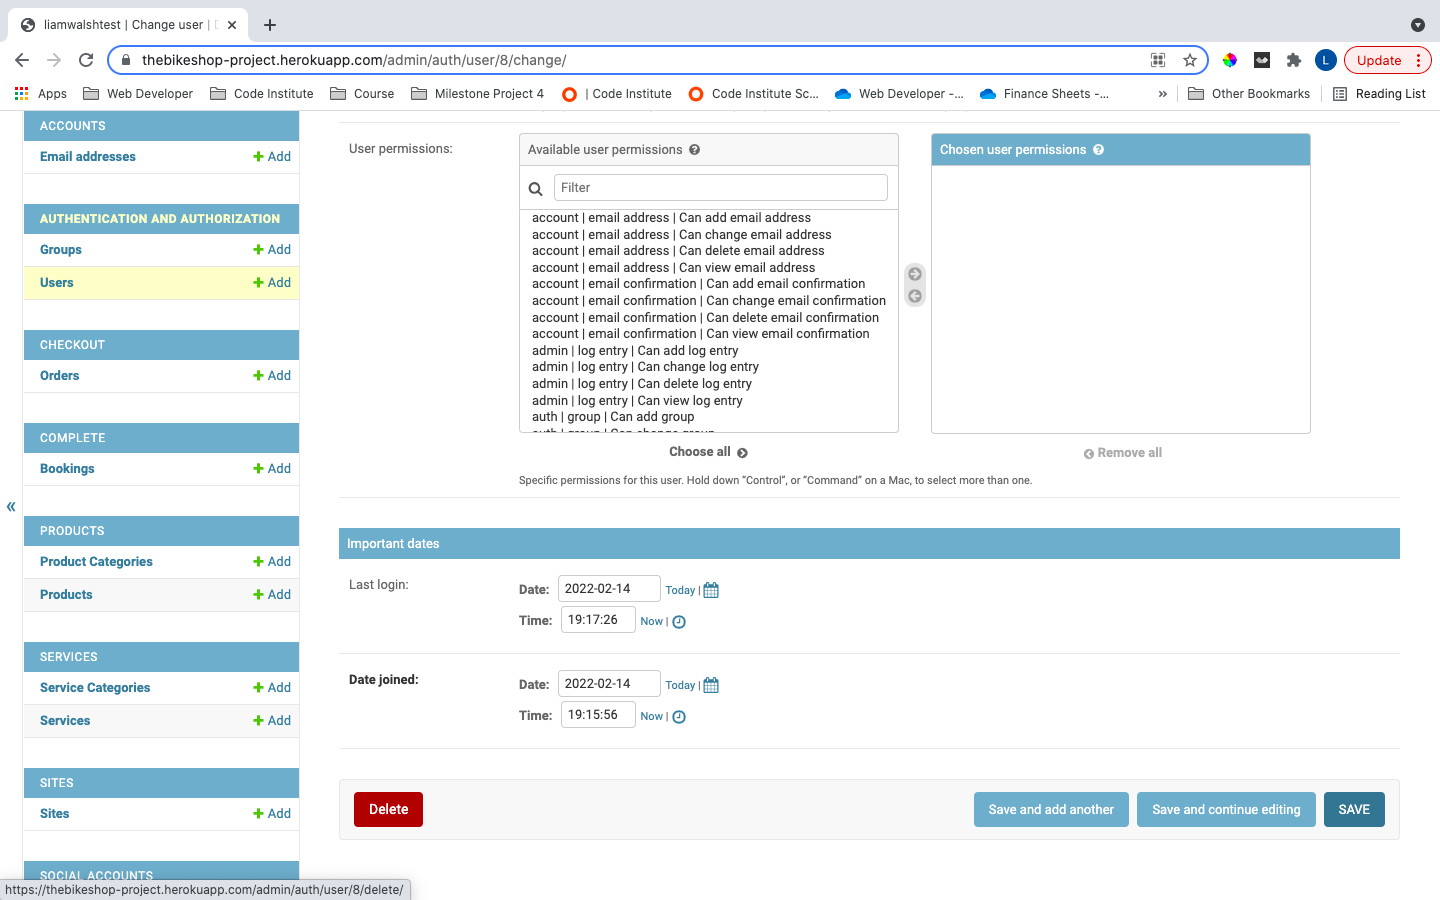 liamwalshtest | Change user |
thebikeshop-project.herokuapp.com/admin/auth/user/8/change/
L
Update
Apps
Web Developer
Code Institute
Course
Milestone Project 4
| Code Institute
Code Institute Sc...
Web Developer -...
Finance Sheets -...
»
Other Bookmarks
Reading List
ACCOUNTS
Email addresses
Add
AUTHENTICATION AND AUTHORIZATION
Groups
Add
Users
Add
CHECKOUT
Orders
Add
COMPLETE
Bookings
Add
«
PRODUCTS
Product Categories
Add
Products
Add
SERVICES
Service Categories
Add
Services
Add
SITES
Sites
Add
SOCIAL ACCOUNTS
User permissions:
Available user permissions
Filter
account | email address | Can add email address
account | email address | Can change email address
account | email address | Can delete email address
account | email address | Can view email address
account | email confirmation | Can add email confirmation
account | email confirmation | Can change email confirmation
account | email confirmation | Can delete email confirmation
account | email confirmation | Can view email confirmation
admin | log entry | Can add log entry
admin | log entry | Can change log entry
admin | log entry | Can delete log entry
admin | log entry | Can view log entry
auth | group | Can add group
auth | group | Can change group
Choose all
Chosen user permissions
Remove all
Specific permissions for this user. Hold down “Control”, or “Command” on a Mac, to select more than one.
Important dates
Last login:
Date: 2022-02-14 Today |
Time: 19:17:26 Now |
Date joined:
Date: 2022-02-14 Today |
Time: 19:15:56 Now |
Delete
Save and add another
Save and continue editing
SAVE
https://thebikeshop-project.herokuapp.com/admin/auth/user/8/delete/